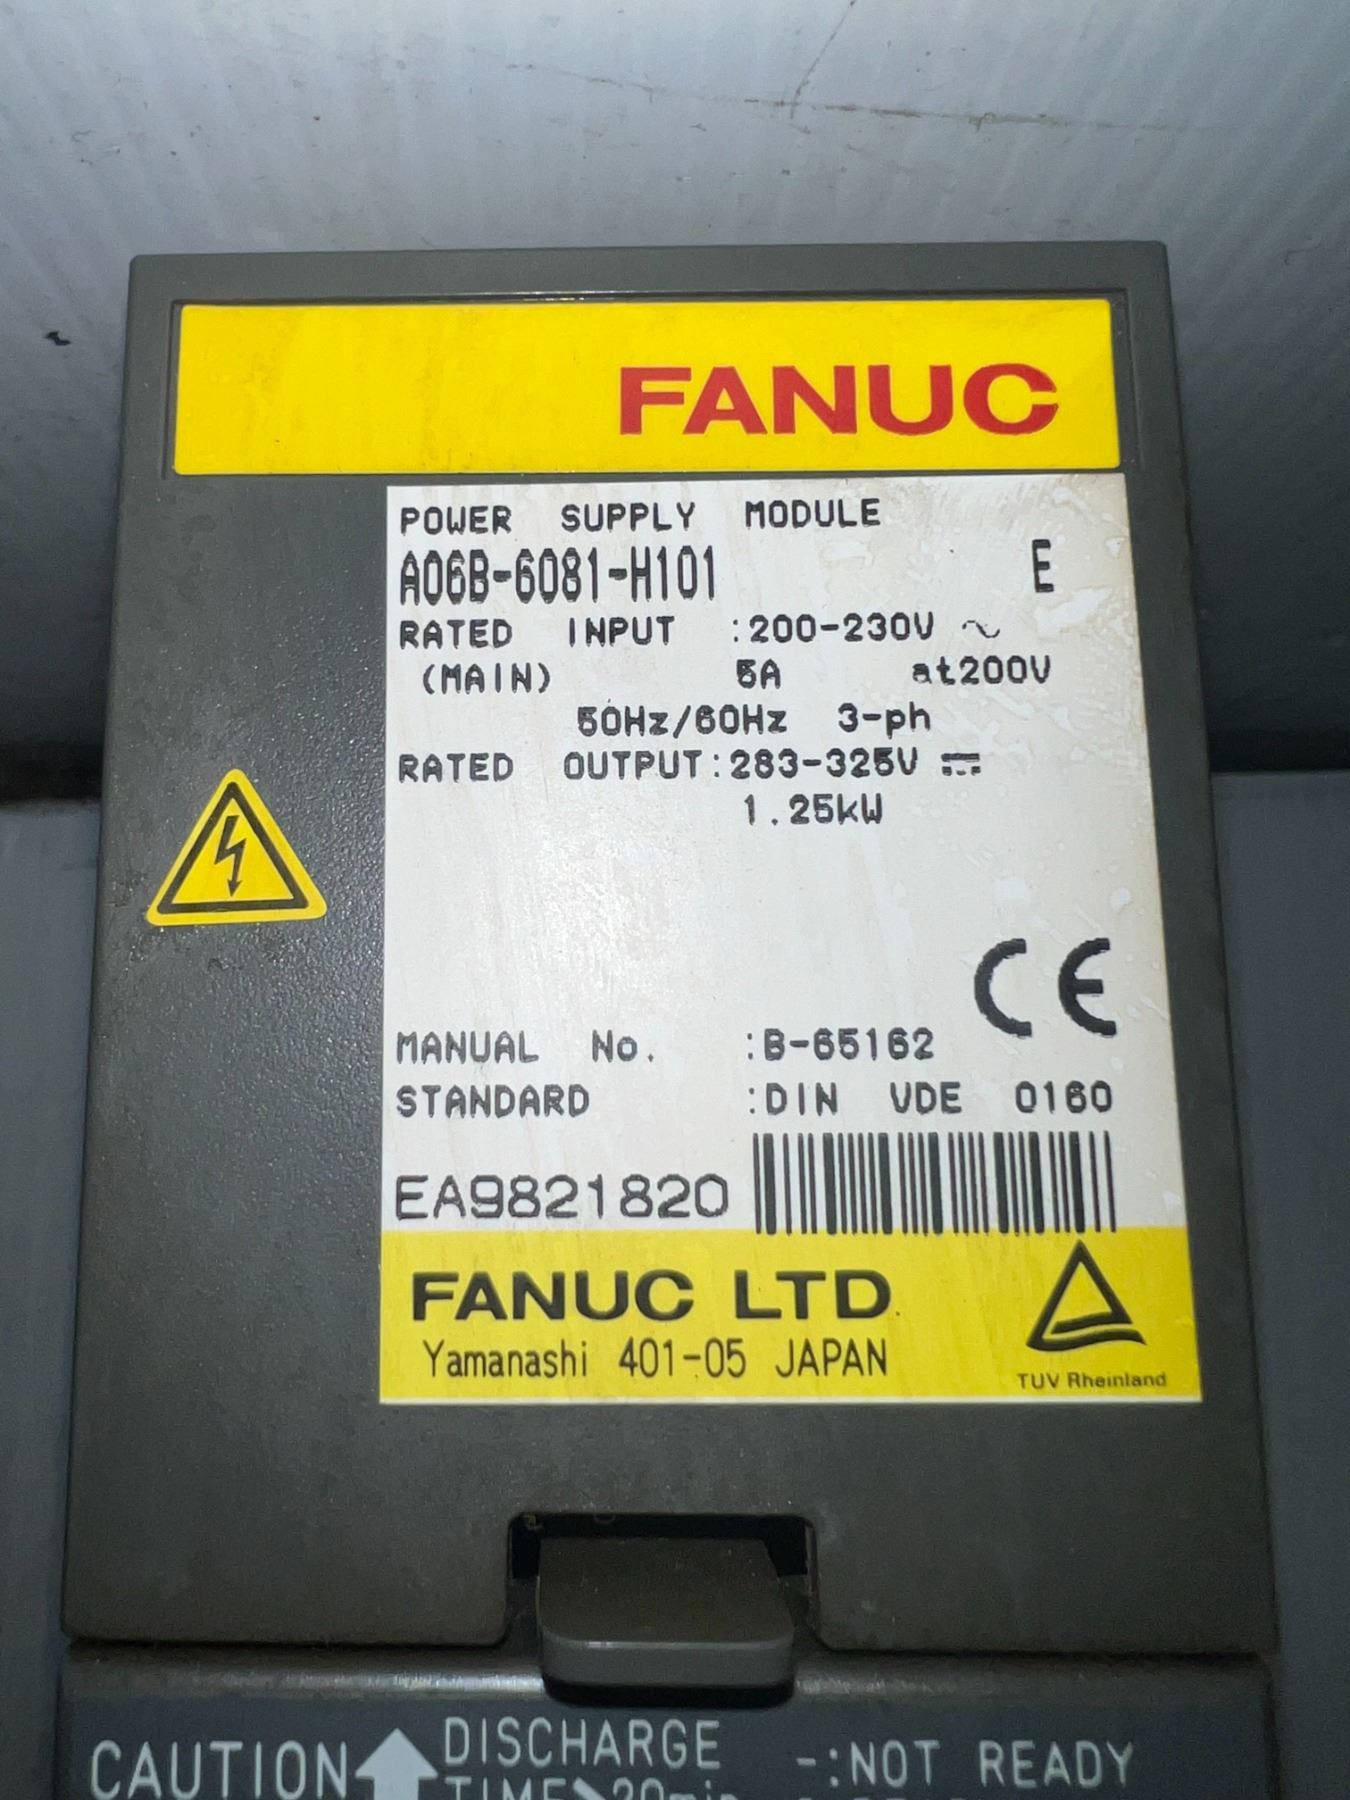 FANUC
POWER SUPPLY MODULE
A06B-6081-H101 E
RATED INPUT :200-230V ~
(MAIN) 5A at200V
50Hz/60Hz 3-ph
RATED OUTPUT:283-325V ⎓
1.25kW
CE
MANUAL No. :B-65162
STANDARD :DIN VDE 0160
EA9821820
FANUC LTD
Yamanashi 401-05 JAPAN
TUV Rheinland
CAUTION DISCHARGE -:NOT READY
TIME>20min